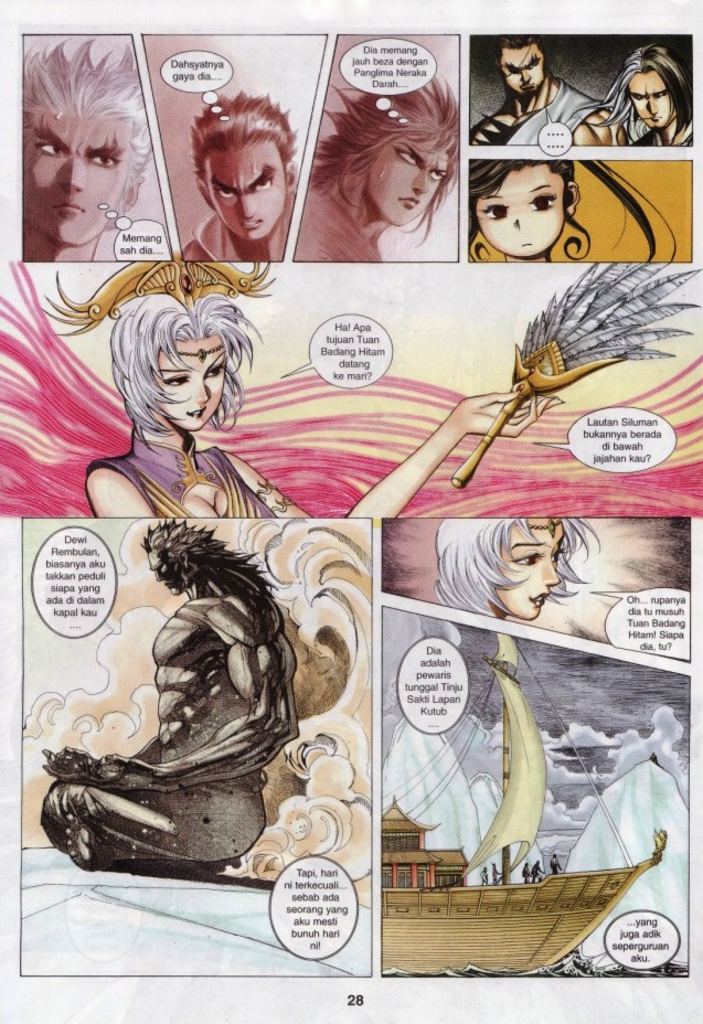 Memang
sah dia....
Dahsyatnya
gaya dia....
Dia memang
jauh beza dengan
Panglima Neraka
Darah....
....
....
Ha! Apa
tujuan Tuan
Badang Hitam
datang
ke mari?
Lautan Siluman
bukannya berada
di bawah
jajahan kau?
Dewi
Rembulan,
biasanya aku
takkan peduli
siapa yang
ada di dalam
kapal kau
....
Tapi, hari
ni terkecuali...
sebab ada
seorang yang
aku mesti
bunuh hari
ni!
Oh... rupanya
dia tu musuh
Tuan Badang
Hitam! Siapa
dia, tu?
Dia
adalah
pewaris
tunggal Tinju
Sakti Lapan
Kutub
....
...yang
juga adik
seperguruan
aku.
28